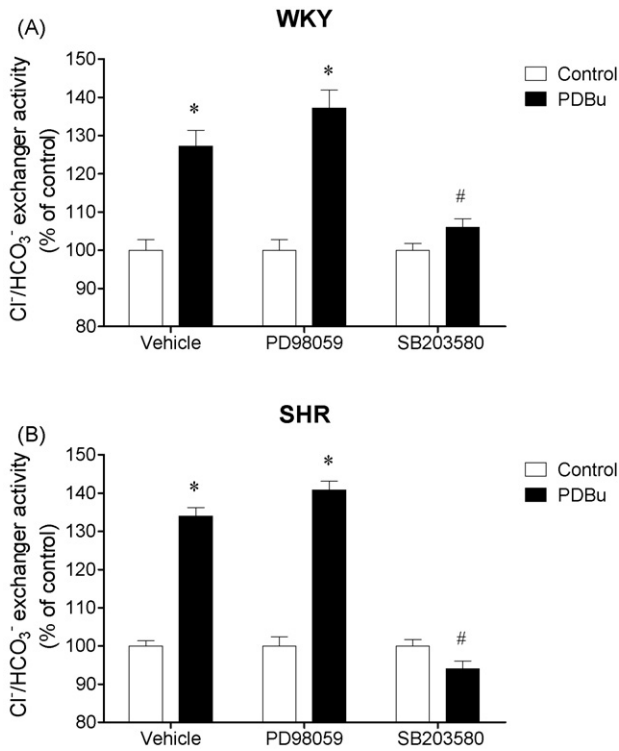 (A)
WKY
Cl⁻/HCO₃⁻ exchanger activity
(% of control)
150
140
130
120
110
100
90
80
*
*
#
Vehicle
PD98059
SB203580
Control
PDBu
(B)
SHR
Cl⁻/HCO₃⁻ exchanger activity
(% of control)
150
140
130
120
110
100
90
80
*
*
#
Vehicle
PD98059
SB203580
Control
PDBu